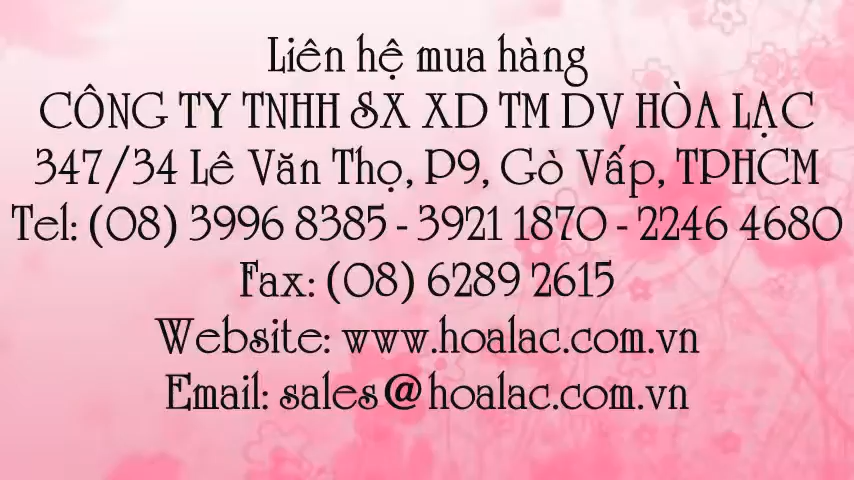 Liên hệ mua hàng
CÔNG TY TNHH SX XD TM DV HÒA LẠC
347/34 Lê Văn Thọ, P9, Gò Vấp, TPHCM
Tel: (08) 3996 8385 - 3921 1870 - 2246 4680
Fax: (08) 6289 2615
Website: www.hoalac.com.vn
Email: sales@hoalac.com.vn